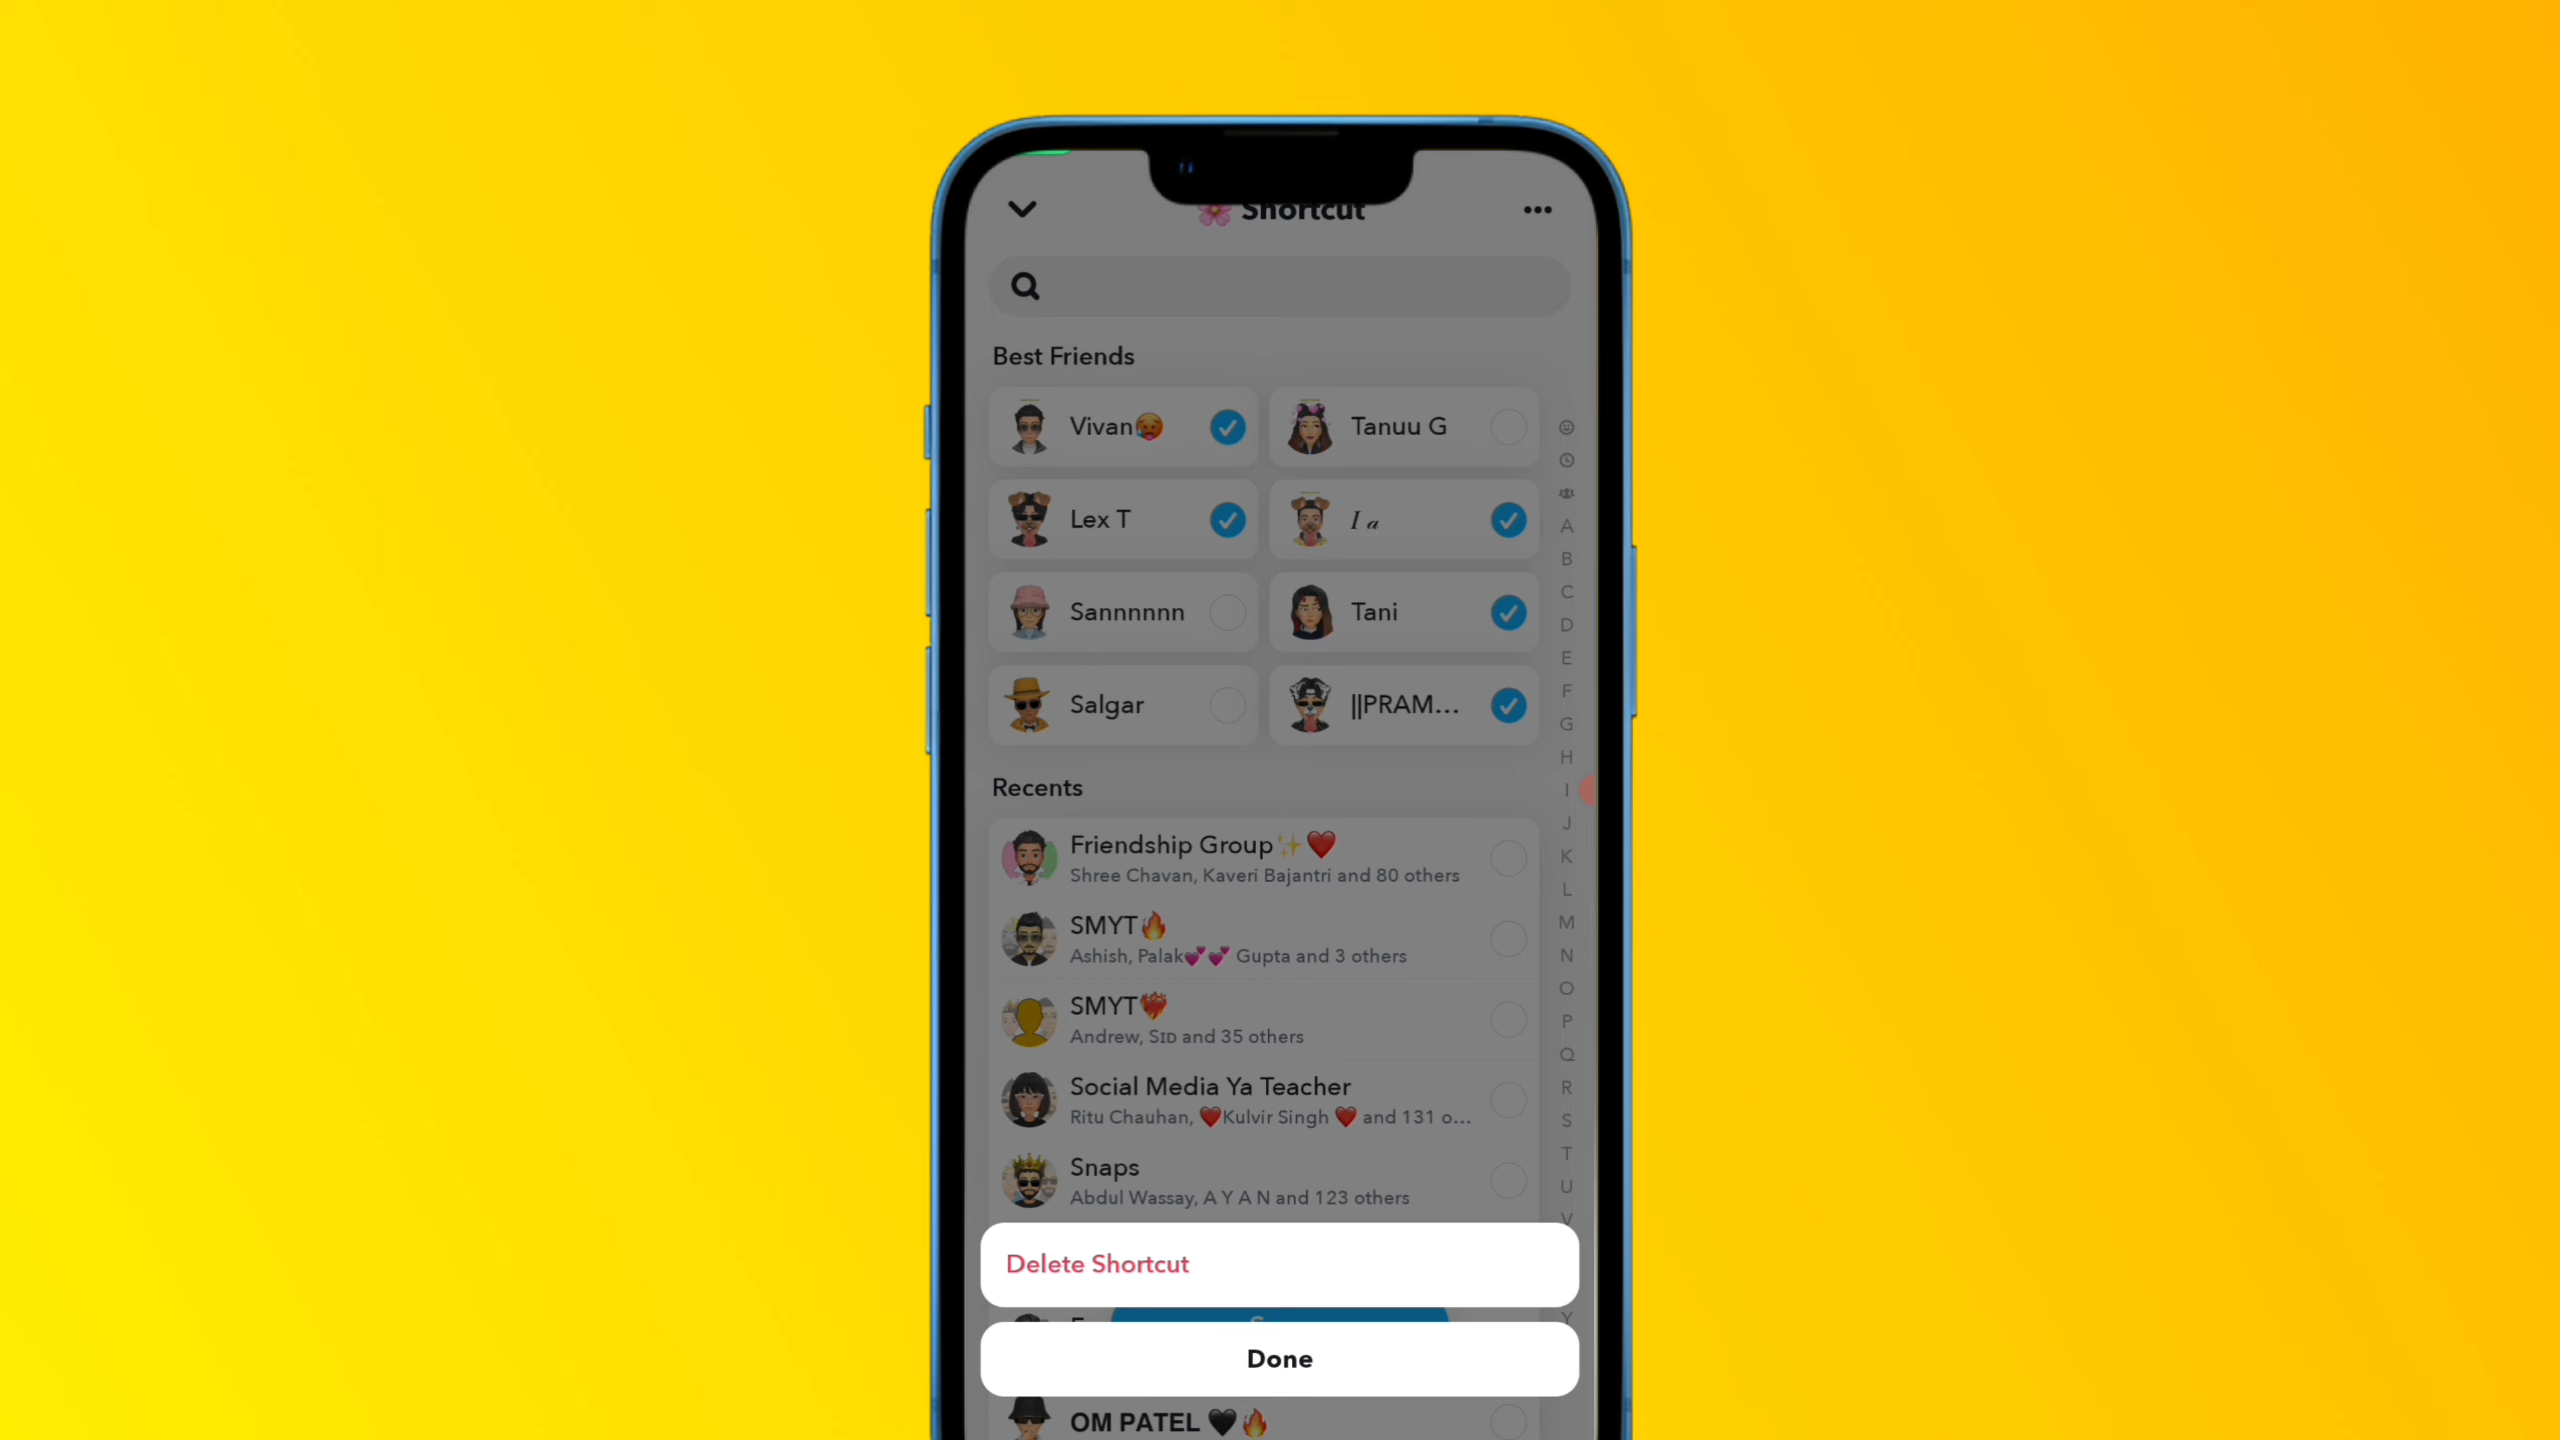 🌸 Shortcut
Best Friends
Vivan🥵
Tanuu G
Lex T
I a
Sannnnnn
Tani
Salgar
||PRAM...
A
B
C
D
E
F
G
H
I
J
K
L
M
N
O
P
Q
R
S
T
U
V
Y
Recents
Friendship Group✨❤️
Shree Chavan, Kaveri Bajantri and 80 others
SMYT🔥
Ashish, Palak💕💕 Gupta and 3 others
SMYT❤️‍🔥
Andrew, Sɪᴅ and 35 others
Social Media Ya Teacher
Ritu Chauhan, ❤️Kulvir Singh ❤️ and 131 o...
Snaps
Abdul Wassay, A Y A N and 123 others
Delete Shortcut
Done
OM PATEL 🖤🔥